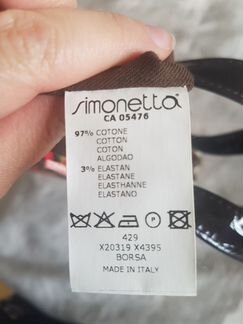 simonetta
CA 05476
97% COTONE
COTTON
COTON
ALGODAO
3% ELASTAN
ELASTANE
ELASTHANNE
ELASTANO
P
429
X20319 X4395
BORSA
MADE IN ITALY